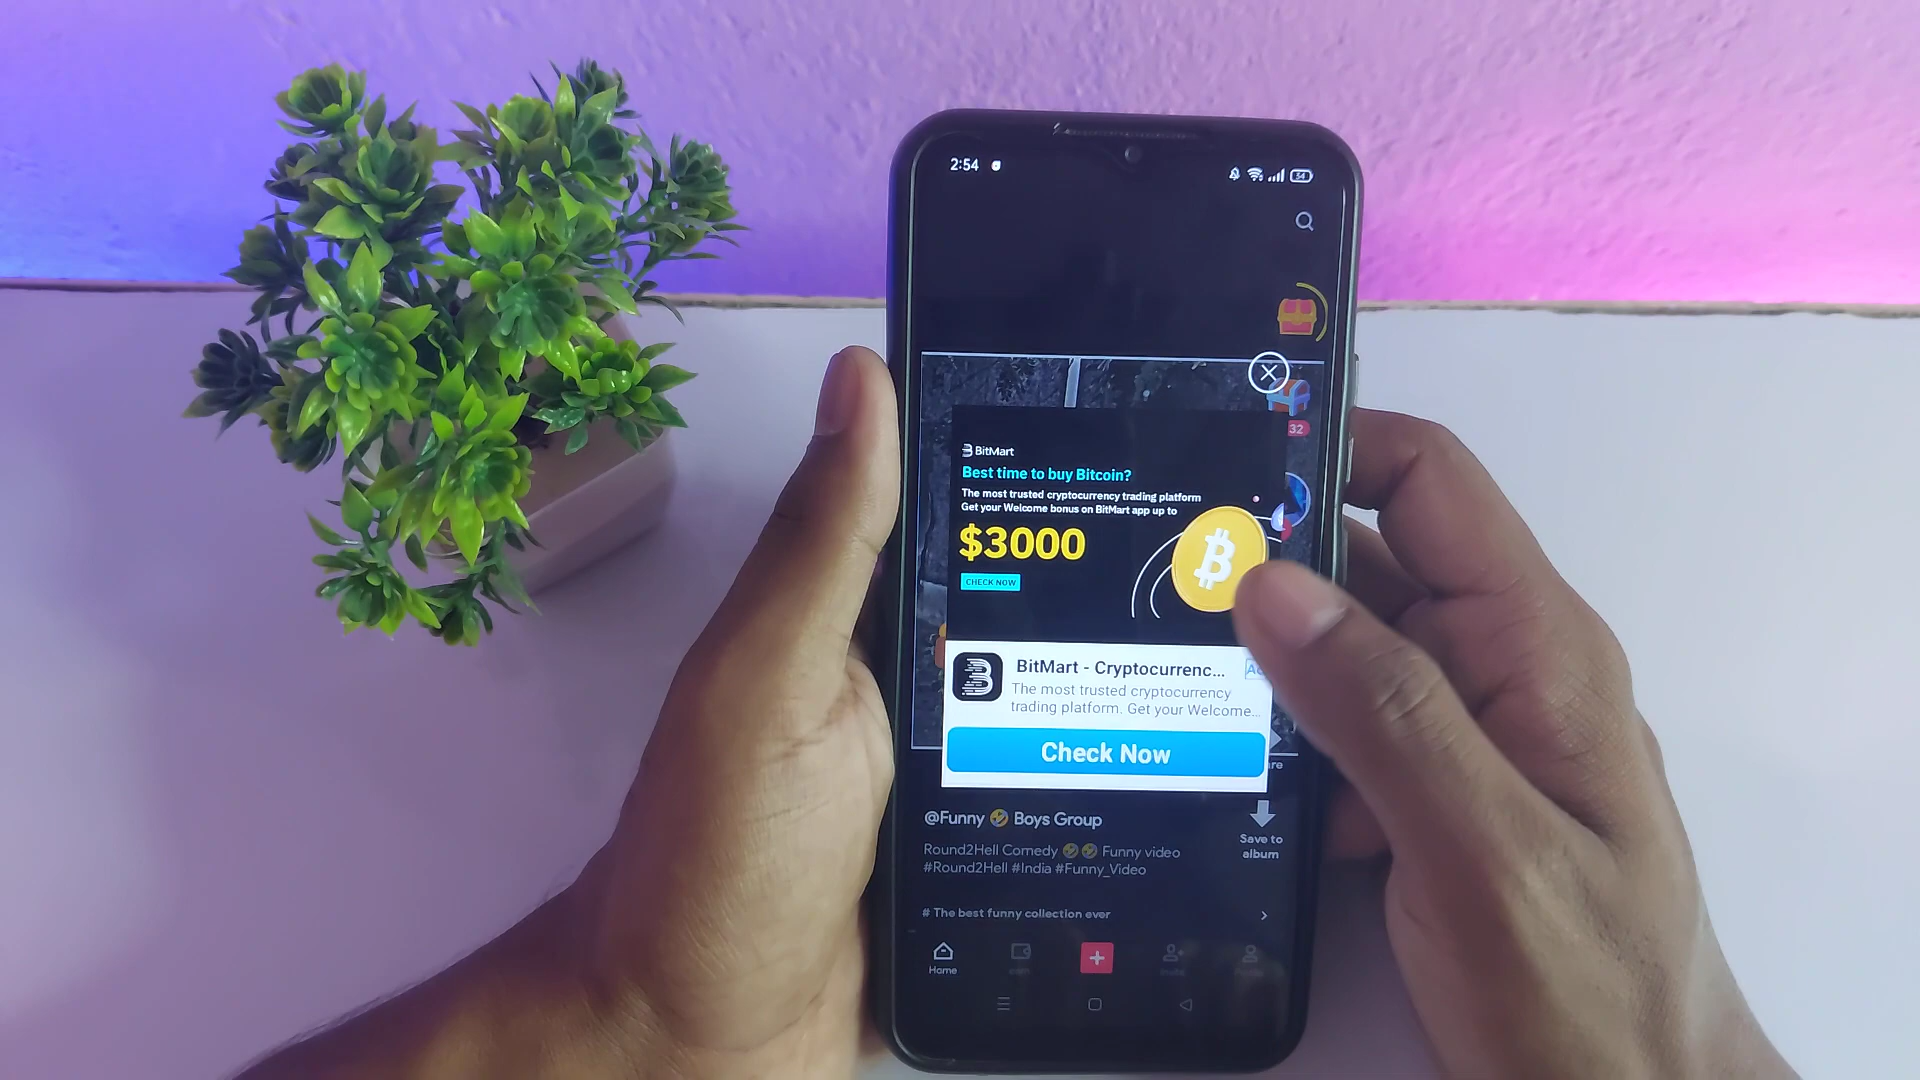 2:54
54
32
BitMart
Best time to buy Bitcoin?
The most trusted cryptocurrency trading platform
Get your Welcome bonus on BitMart app up to
$3000
CHECK NOW
BitMart - Cryptocurrenc...
The most trusted cryptocurrency
trading platform. Get your Welcome...
Check Now
@Funny 🤣 Boys Group
Save to
album
Round2Hell Comedy 🤣🤣 Funny video
#Round2Hell #India #Funny_Video
# The best funny collection ever
Home